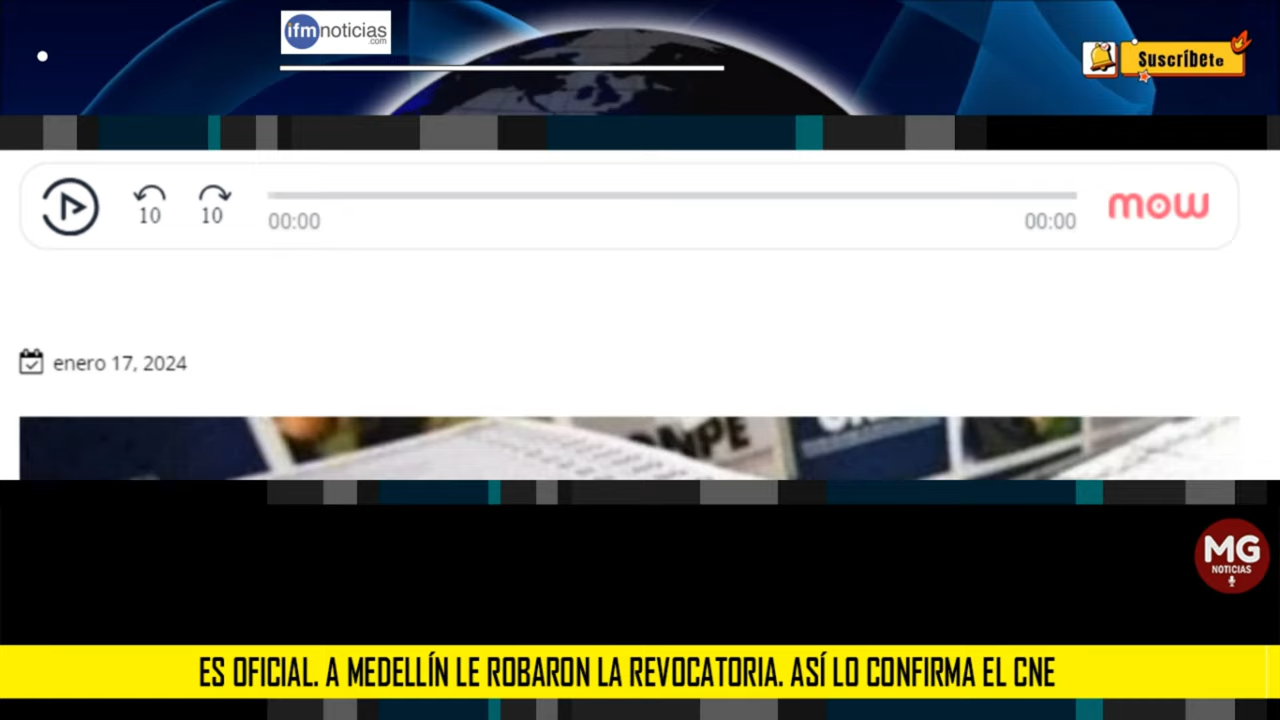 ifmnoticias
.com
Suscríbete
10
10
00:00
00:00
mow
enero 17, 2024
MG
NOTICIAS
ES OFICIAL. A MEDELLÍN LE ROBARON LA REVOCATORIA. ASÍ LO CONFIRMA EL CNE